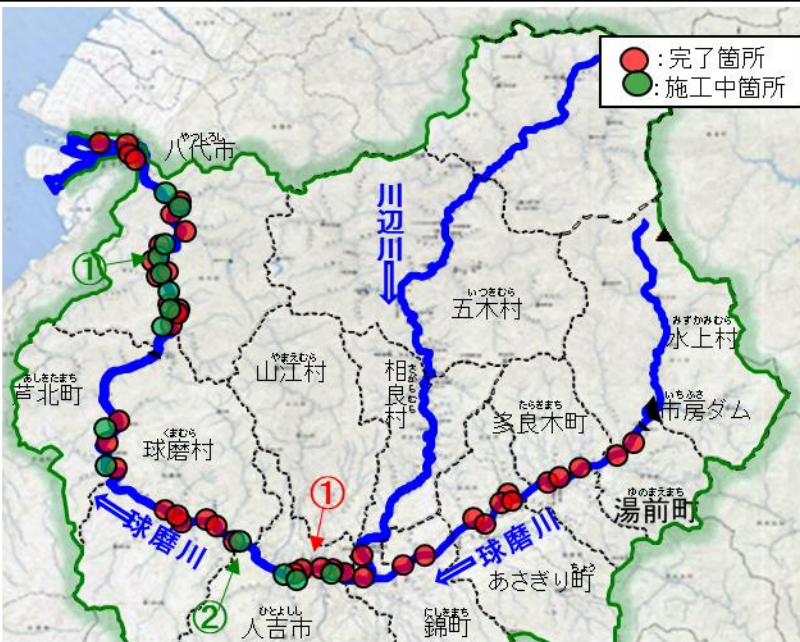 ：完了箇所
：施工中箇所
やつしろし
八代市
川辺川
①
いつきむら
五木村
みずかみむら
水上村
やまえむら
山江村
さがらむら
相良村
あしきたまち
芦北町
いちふさ
市房ダム
たらぎまち
多良木町
くまむら
球磨村
ゆのまえまち
湯前町
①
球磨川
球磨川
②
あさぎり町
ちょう
ひとよしし
人吉市
にしきまち
錦町